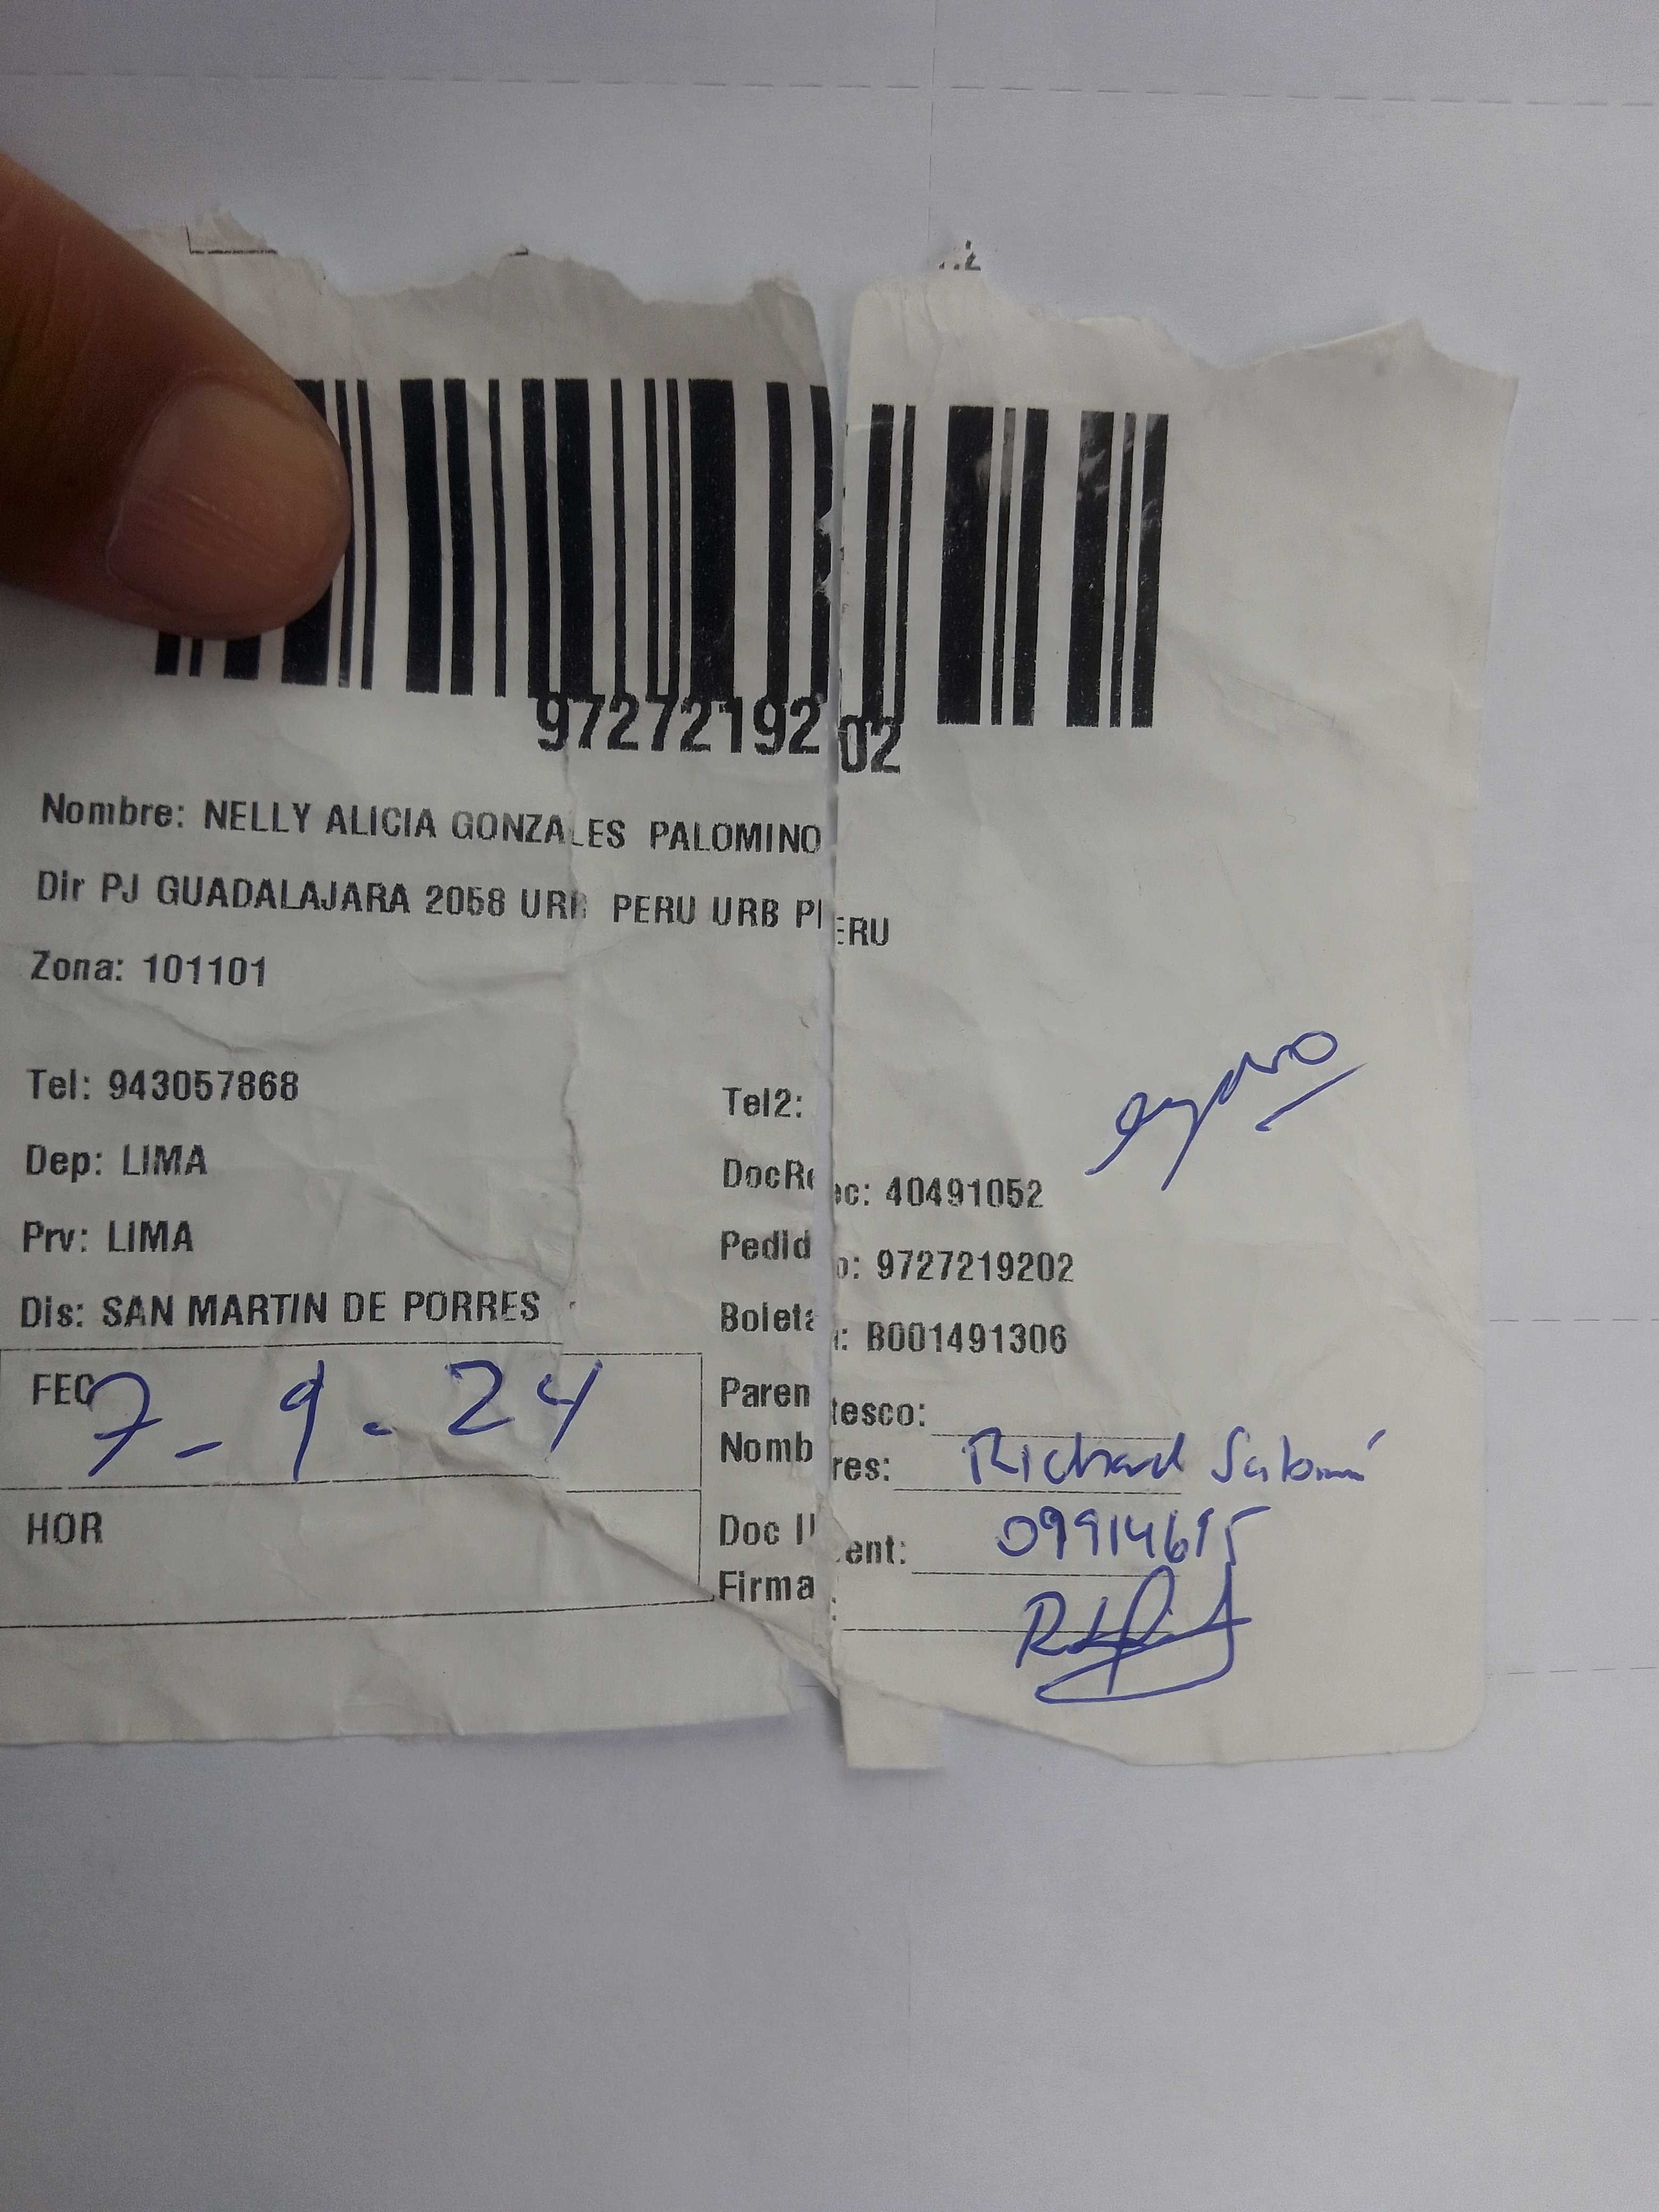 9727219202
Nombre: NELLY ALICIA GONZALES PALOMINO
Dir PJ GUADALAJARA 2058 URB PERU URB PERU
Zona: 101101
Tel: 943057868
Tel2:
Dep: LIMA
DocRec: 40491052
Prv: LIMA
Pedido: 9727219202
Dis: SAN MARTIN DE PORRES
Boleta: B001491306
FEC 7-9-24
Parentesco:
Nombres: Richard Salomé
HOR
Doc Ident: 09914615
Firma: